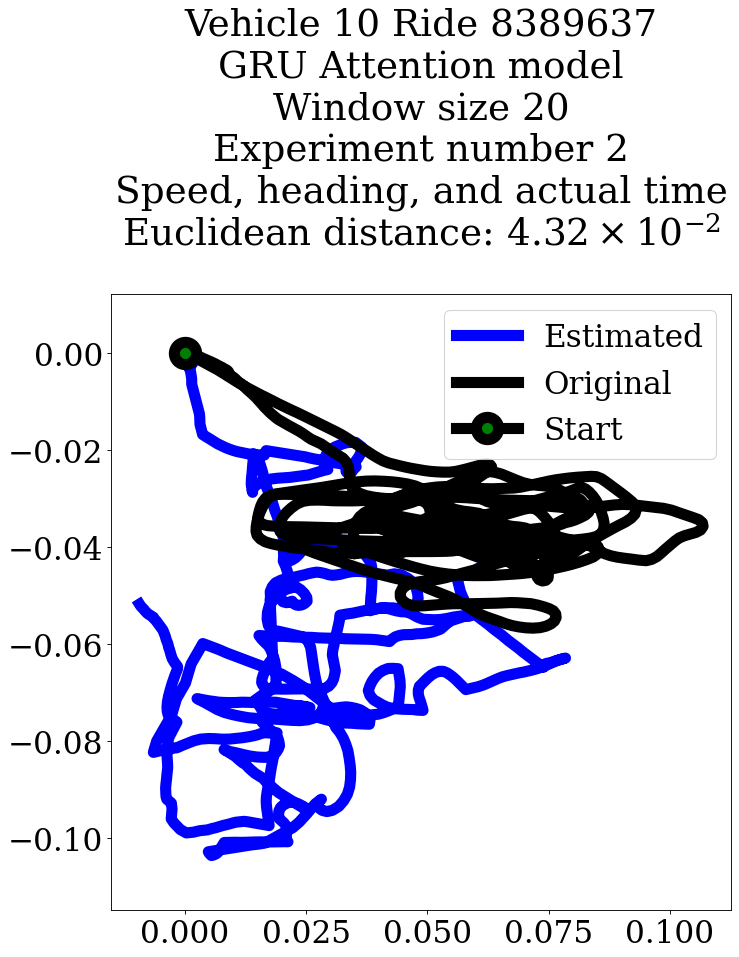 Vehicle 10 Ride 8389637
GRU Attention model
Window size 20
Experiment number 2
Speed, heading, and actual time
Euclidean distance: 4.32 × 10⁻²
Estimated
Original
Start
0.00
−0.02
−0.04
−0.06
−0.08
−0.10
0.000 0.025 0.050 0.075 0.100